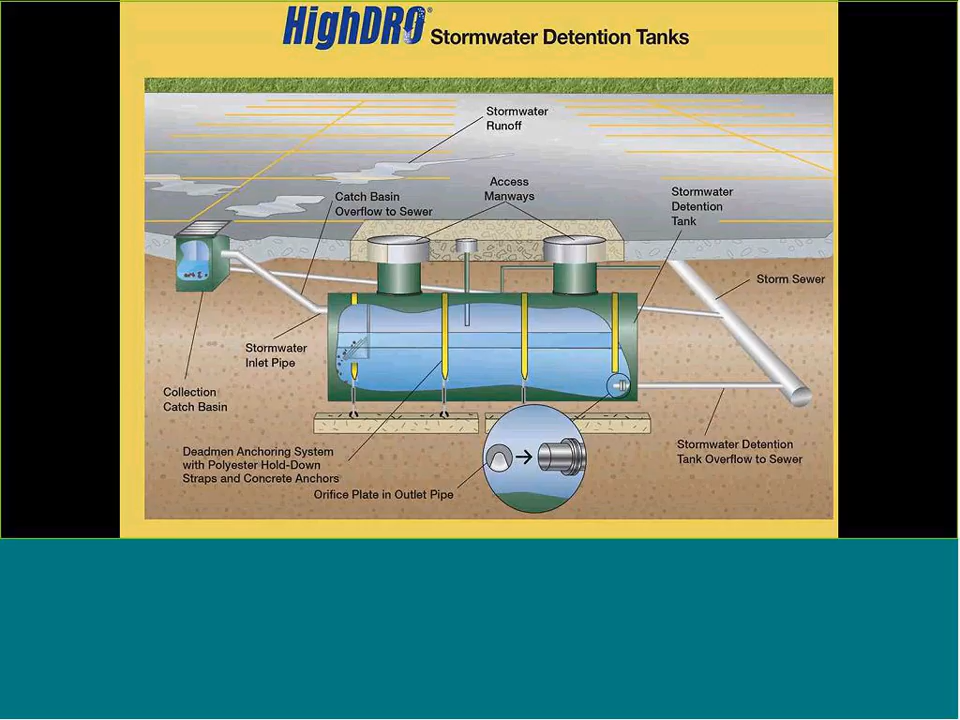 HighDRO® Stormwater Detention Tanks
Stormwater
Runoff
Access
Manways
Stormwater
Detention
Tank
Catch Basin
Overflow to Sewer
Storm Sewer
Stormwater
Inlet Pipe
Collection
Catch Basin
Deadmen Anchoring System
with Polyester Hold-Down
Straps and Concrete Anchors
Orifice Plate in Outlet Pipe
Stormwater Detention
Tank Overflow to Sewer